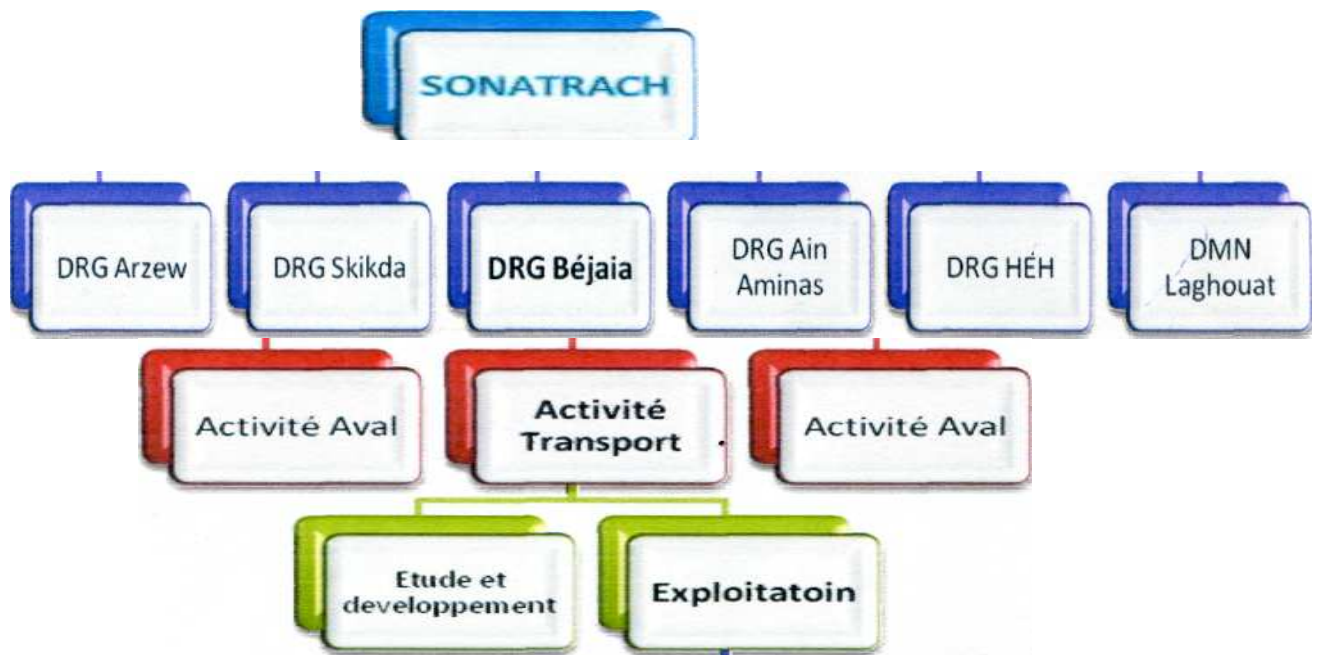 SONATRACH
DRG Arzew
DRG Skikda
DRG Béjaia
DRG Ain
Aminas
DRG HÉH
DMN
Laghouat
Activité Aval
Activité
Transport
Activité Aval
Etude et
developpement
Exploitatoin